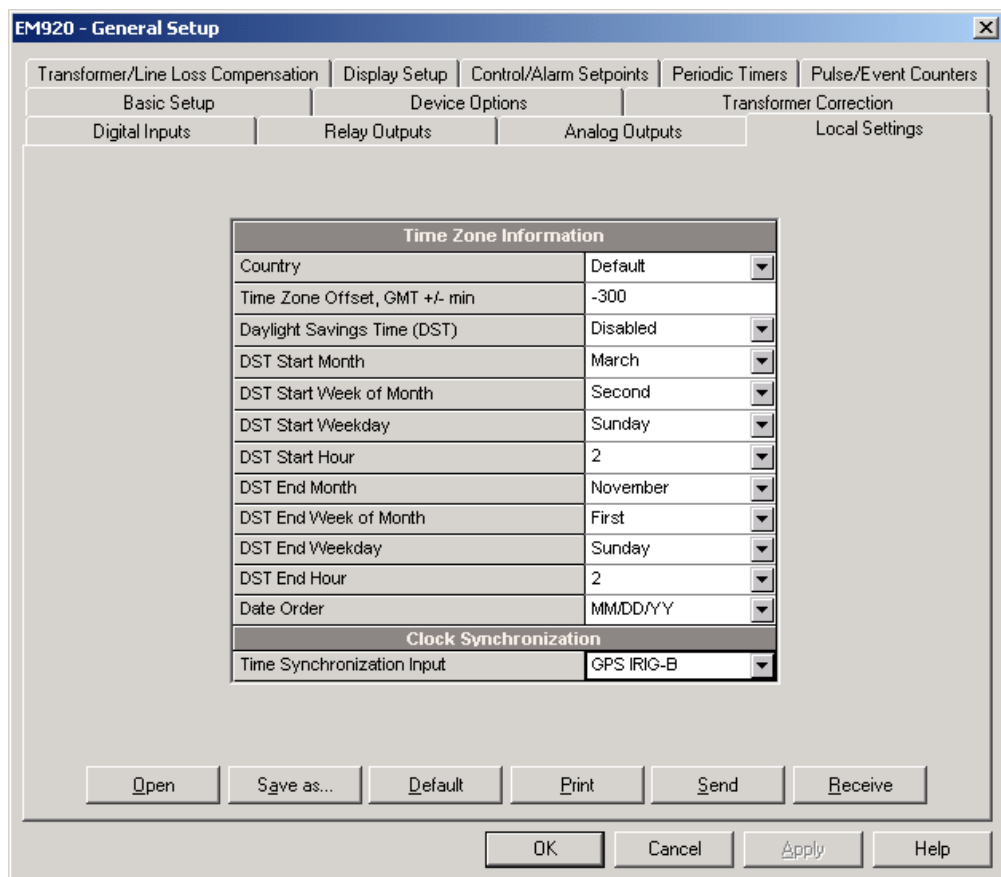 EM920 - General Setup
Transformer/Line Loss Compensation Display Setup Control/Alarm Setpoints Periodic Timers Pulse/Event Counters
Basic Setup Device Options Transformer Correction
Digital Inputs Relay Outputs Analog Outputs Local Settings
Time Zone Information
Country Default
Time Zone Offset, GMT +/- min -300
Daylight Savings Time (DST) Disabled
DST Start Month March
DST Start Week of Month Second
DST Start Weekday Sunday
DST Start Hour 2
DST End Month November
DST End Week of Month First
DST End Weekday Sunday
DST End Hour 2
Date Order MM/DD/YY
Clock Synchronization
Time Synchronization Input GPS IRIG-B
Open Save as... Default Print Send Receive
OK Cancel Apply Help